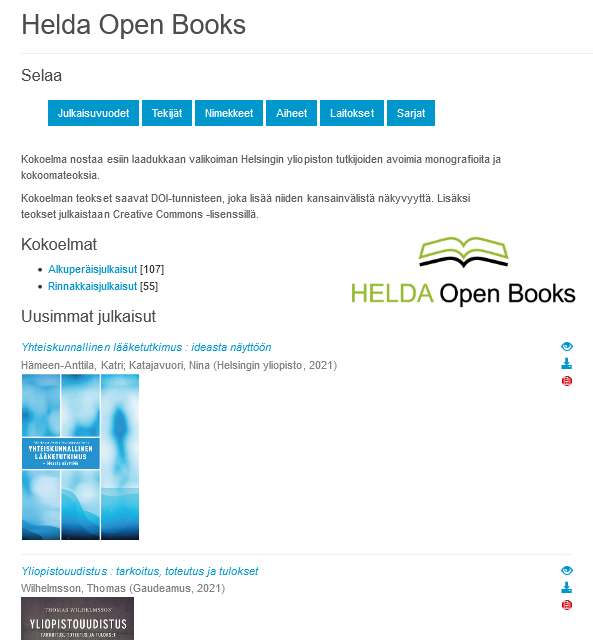 Helda Open Books
Selaa
Julkaisuvuodet Tekijät Nimekkeet Aiheet Laitokset Sarjat
Kokoelma nostaa esiin laadukkaan valikoiman Helsingin yliopiston tutkijoiden avoimia monografioita ja
kokoomateoksia.
Kokoelman teokset saavat DOI-tunnisteen, joka lisää niiden kansainvälistä näkyvyyttä. Lisäksi
teokset julkaistaan Creative Commons -lisenssillä.
Kokoelmat
Alkuperäisjulkaisut [107]
Rinnakkaisjulkaisut [55]
HELDA Open Books
Uusimmat julkaisut
Yhteiskunnallinen lääketutkimus : ideasta näyttöön
Hämeen-Anttila, Katri; Katajavuori, Nina (Helsingin yliopisto, 2021)
YHTEISKUNNALLINEN
LÄÄKETUTKIMUS
– ideasta näyttöön
Yliopistouudistus : tarkoitus, toteutus ja tulokset
Wilhelmsson, Thomas (Gaudeamus, 2021)
THOMAS WILHELMSSON
YLIOPISTOUUDISTUS
TARKOITUS, TOTEUTUS JA TULOKSET